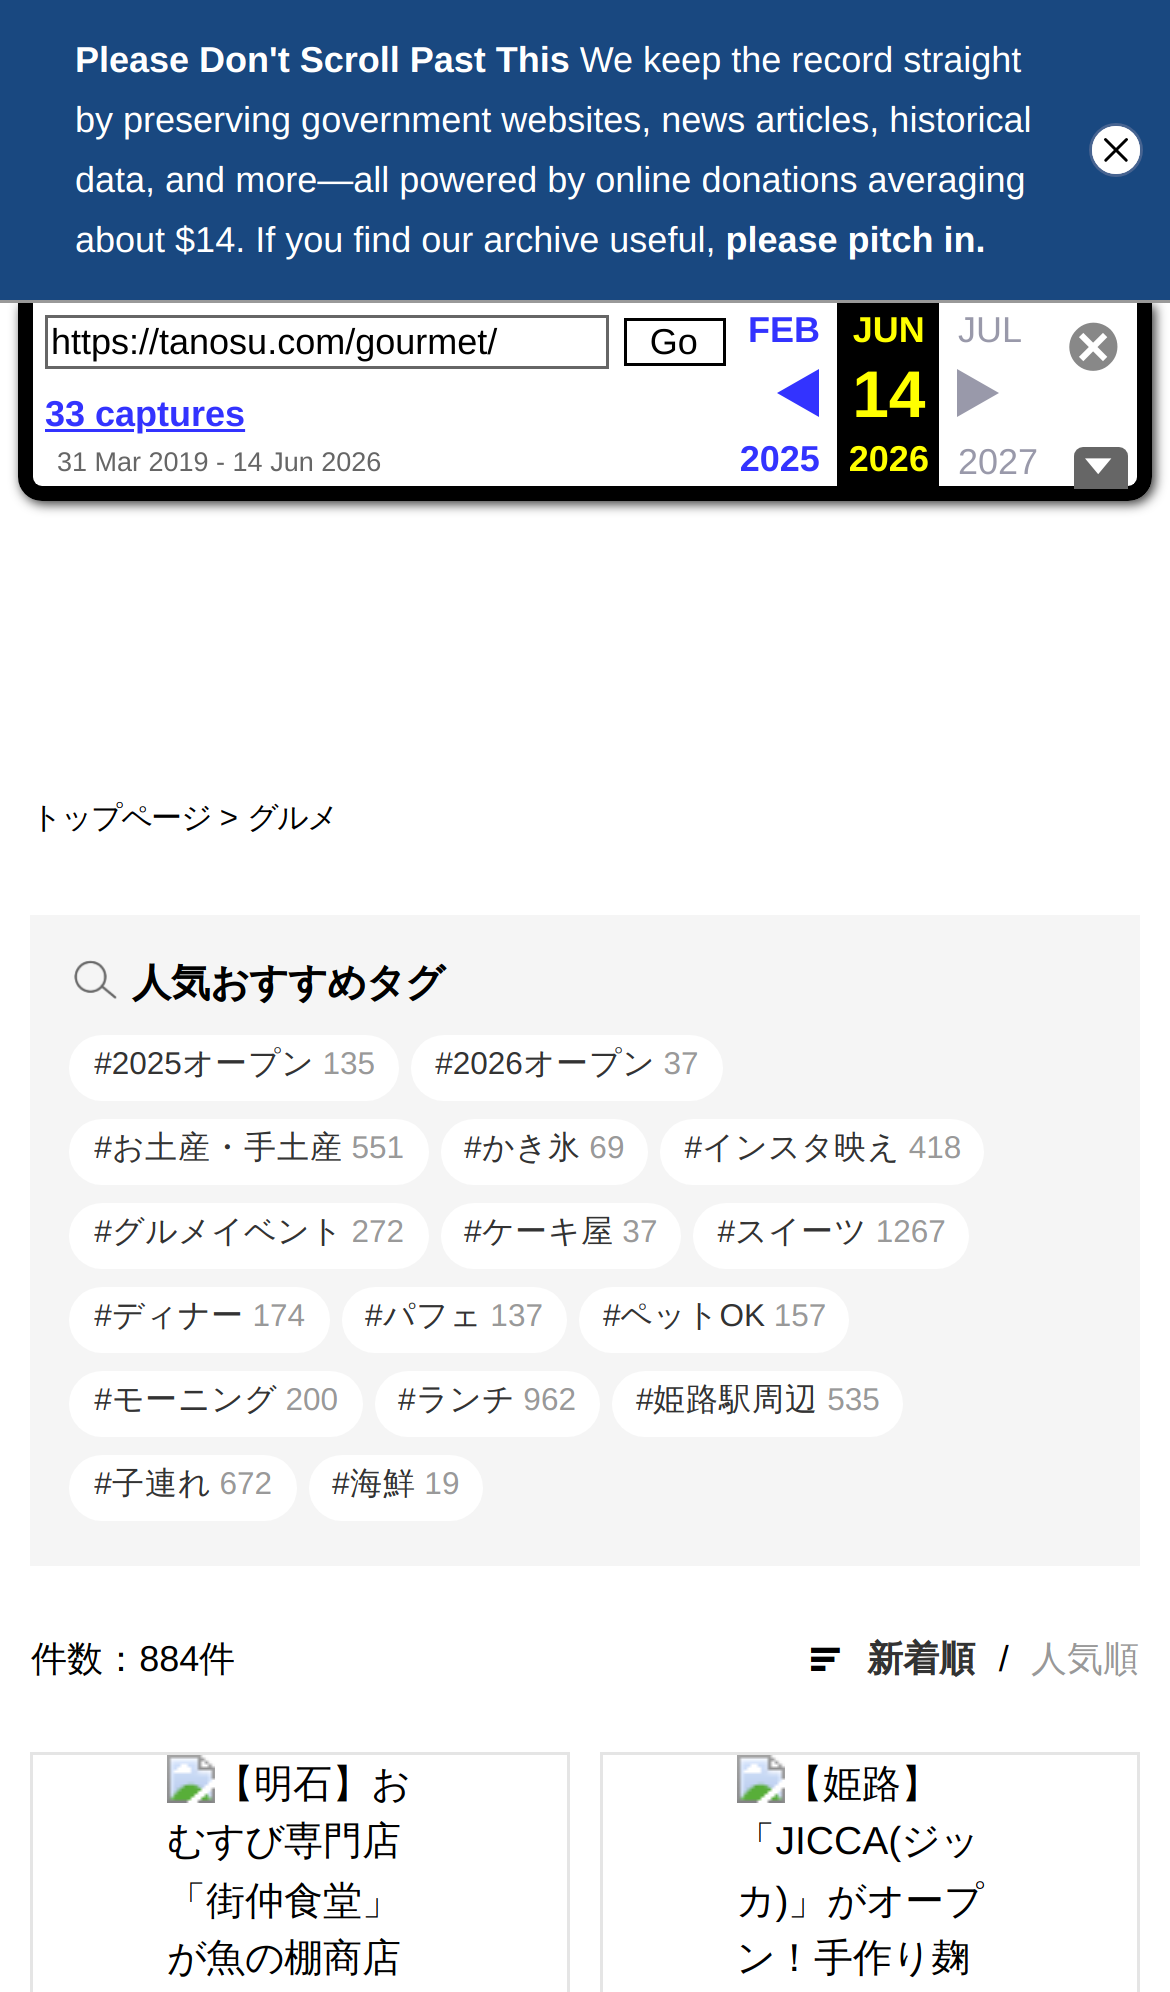 Please Don't Scroll Past This We keep the record straight
by preserving government websites, news articles, historical
data, and more—all powered by online donations averaging
about $14. If you find our archive useful, please pitch in.
https://tanosu.com/gourmet/ Go FEB JUN JUL
33 captures 14
31 Mar 2019 - 14 Jun 2026 2025 2026 2027
トップページ > グルメ
人気おすすめタグ
#2025オープン 135 #2026オープン 37
#お土産・手土産 551 #かき氷 69 #インスタ映え 418
#グルメイベント 272 #ケーキ屋 37 #スイーツ 1267
#ディナー 174 #パフェ 137 #ペットOK 157
#モーニング 200 #ランチ 962 #姫路駅周辺 535
#子連れ 672 #海鮮 19
件数：884件 新着順 / 人気順
【明石】お
むすび専門店
「街仲食堂」
が魚の棚商店
【姫路】
「JICCA(ジッ
カ)」がオープ
ン！手作り麹